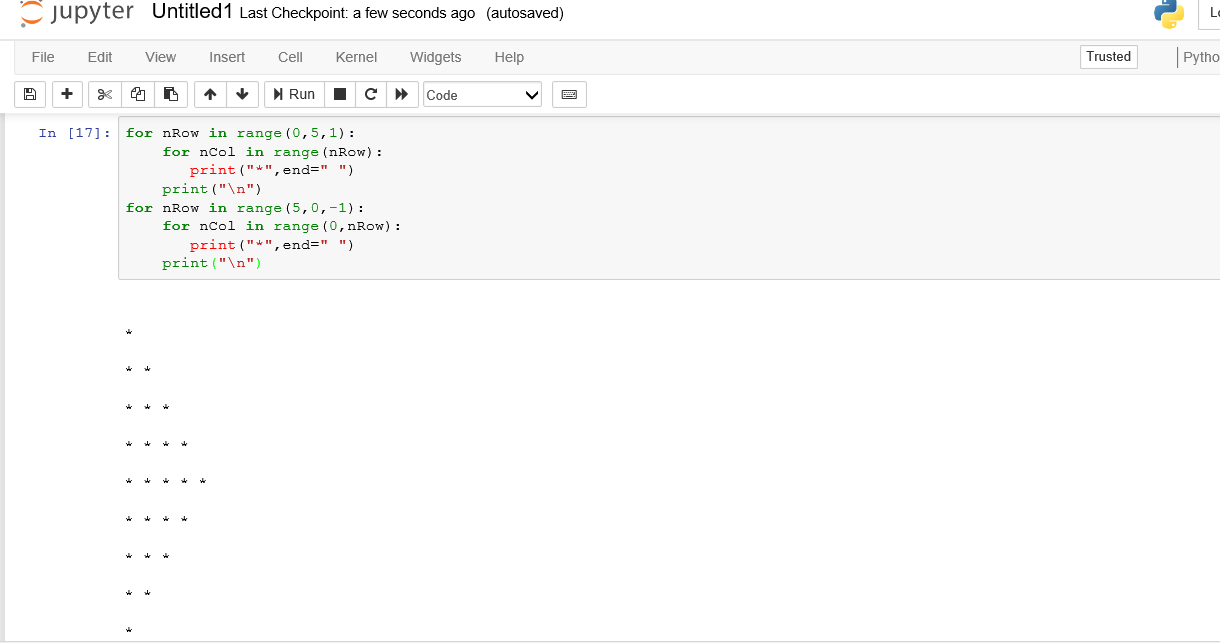 jupyter Untitled1 Last Checkpoint: a few seconds ago (autosaved)
File Edit View Insert Cell Kernel Widgets Help Trusted
Run Code
In [17]: for nRow in range(0,5,1):
    for nCol in range(nRow):
       print("*",end=" ")
    print("\n")
for nRow in range(5,0,-1):
    for nCol in range(0,nRow):
       print("*",end=" ")
    print("\n")
*
* *
* * *
* * * *
* * * * *
* * * *
* * *
* *
*